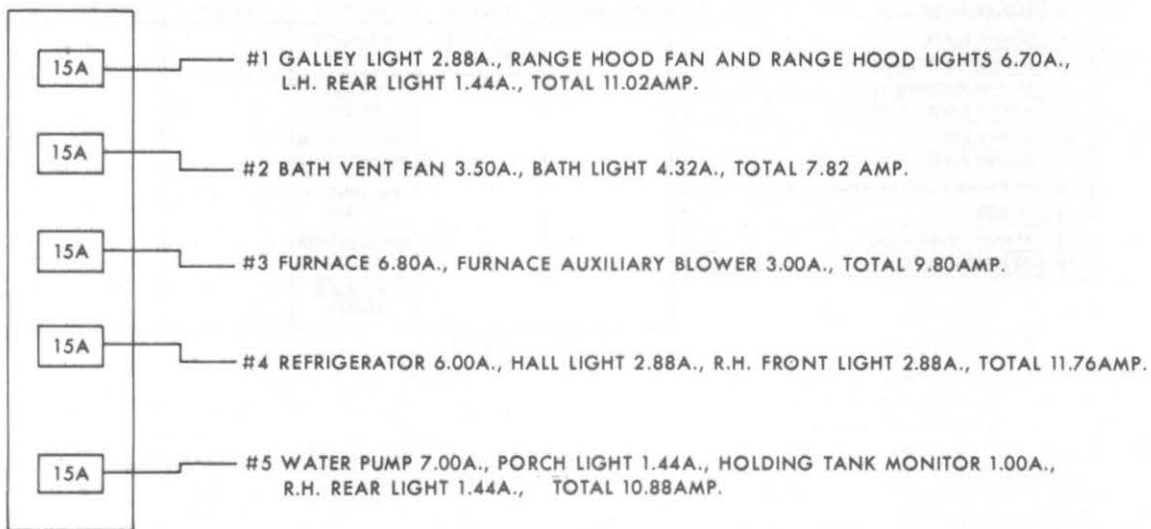 15A
#1 GALLEY LIGHT 2.88A., RANGE HOOD FAN AND RANGE HOOD LIGHTS 6.70A.,
L.H. REAR LIGHT 1.44A., TOTAL 11.02AMP.
15A
#2 BATH VENT FAN 3.50A., BATH LIGHT 4.32A., TOTAL 7.82 AMP.
15A
#3 FURNACE 6.80A., FURNACE AUXILIARY BLOWER 3.00A., TOTAL 9.80AMP.
15A
#4 REFRIGERATOR 6.00A., HALL LIGHT 2.88A., R.H. FRONT LIGHT 2.88A., TOTAL 11.76AMP.
15A
#5 WATER PUMP 7.00A., PORCH LIGHT 1.44A., HOLDING TANK MONITOR 1.00A.,
R.H. REAR LIGHT 1.44A., TOTAL 10.88AMP.